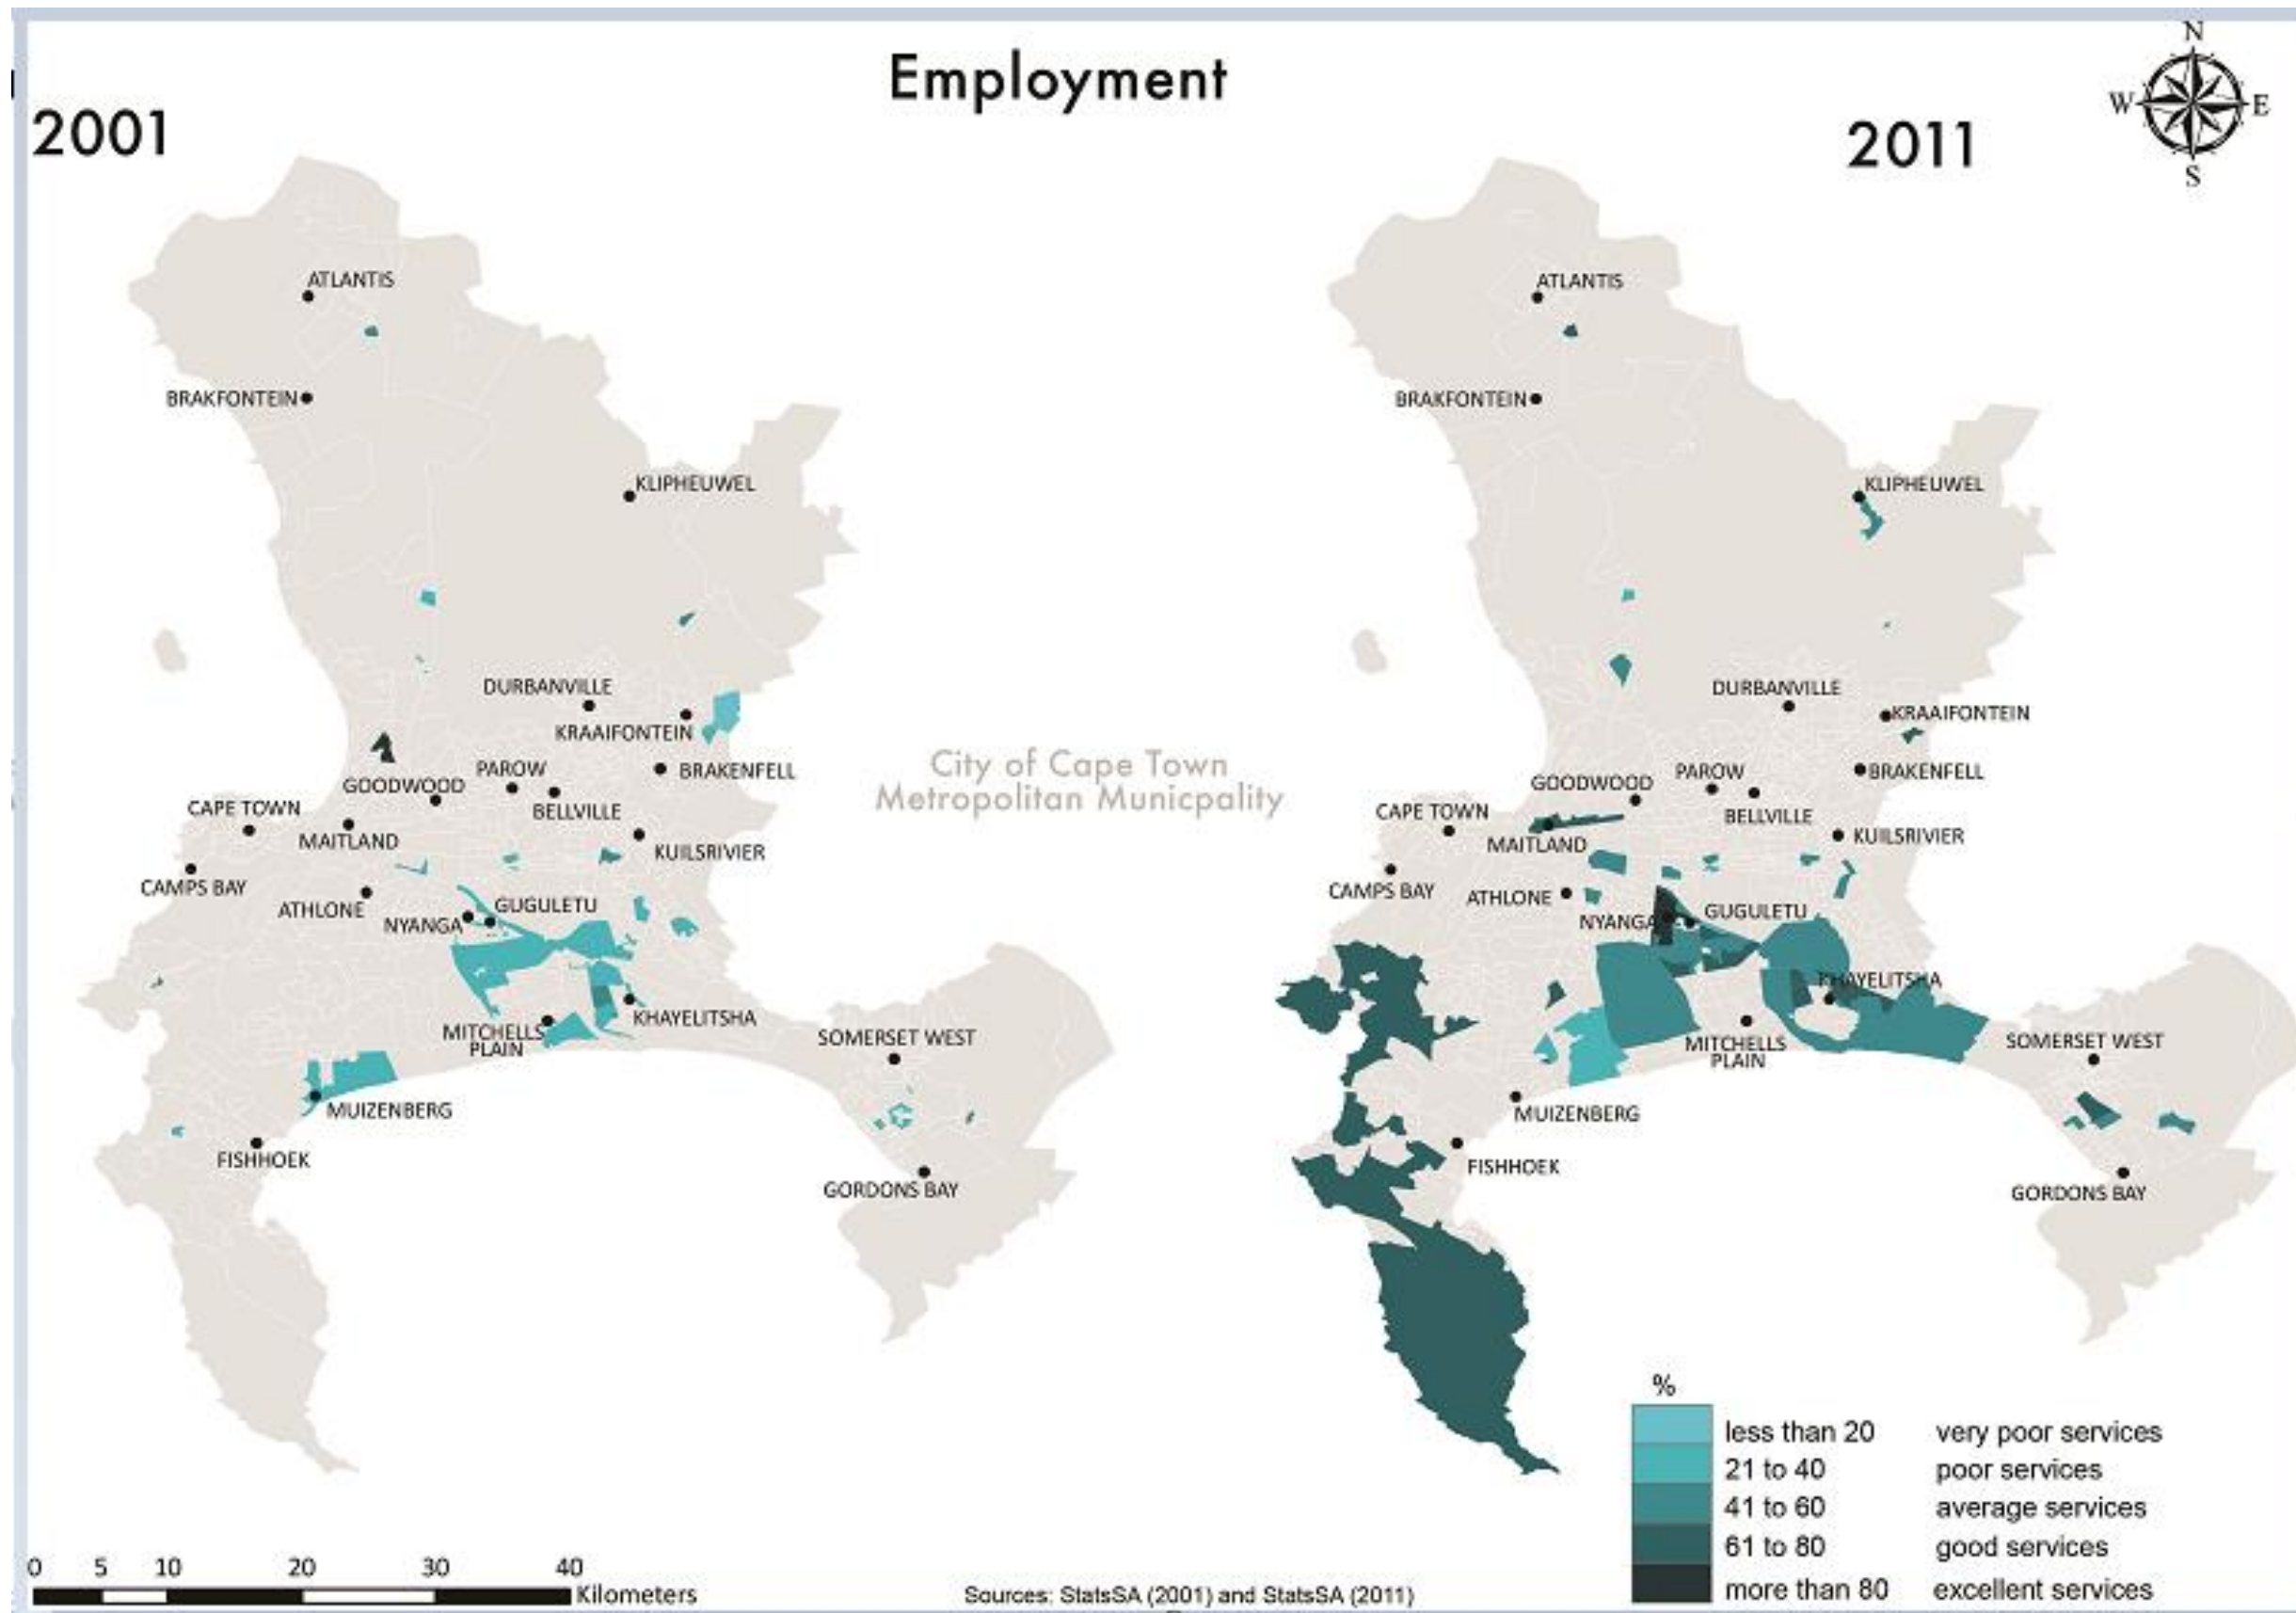 Employment
2001
2011
N
W
E
S
ATLANTIS
BRAKFONTEIN
KLIPHEUWEL
DURBANVILLE
KRAAIFONTEIN
PAROW
BRAKENFELL
GOODWOOD
CAPE TOWN
BELLVILLE
MAITLAND
KUILSRIVIER
CAMPS BAY
ATHLONE
GUGULETU
NYANGA
MITCHELLS
PLAIN
KHAYELITSHA
SOMERSET WEST
MUIZENBERG
FISHHOEK
GORDONS BAY
City of Cape Town
Metropolitan Municpality
ATLANTIS
BRAKFONTEIN
KLIPHEUWEL
DURBANVILLE
KRAAIFONTEIN
PAROW
BRAKENFELL
GOODWOOD
CAPE TOWN
BELLVILLE
MAITLAND
KUILSRIVIER
CAMPS BAY
ATHLONE
GUGULETU
NYANGA
KHAYELITSHA
MITCHELLS
PLAIN
SOMERSET WEST
MUIZENBERG
FISHHOEK
GORDONS BAY
%
less than 20 very poor services
21 to 40 poor services
41 to 60 average services
61 to 80 good services
more than 80 excellent services
0 5 10 20 30 40
Kilometers
Sources: StatsSA (2001) and StatsSA (2011)